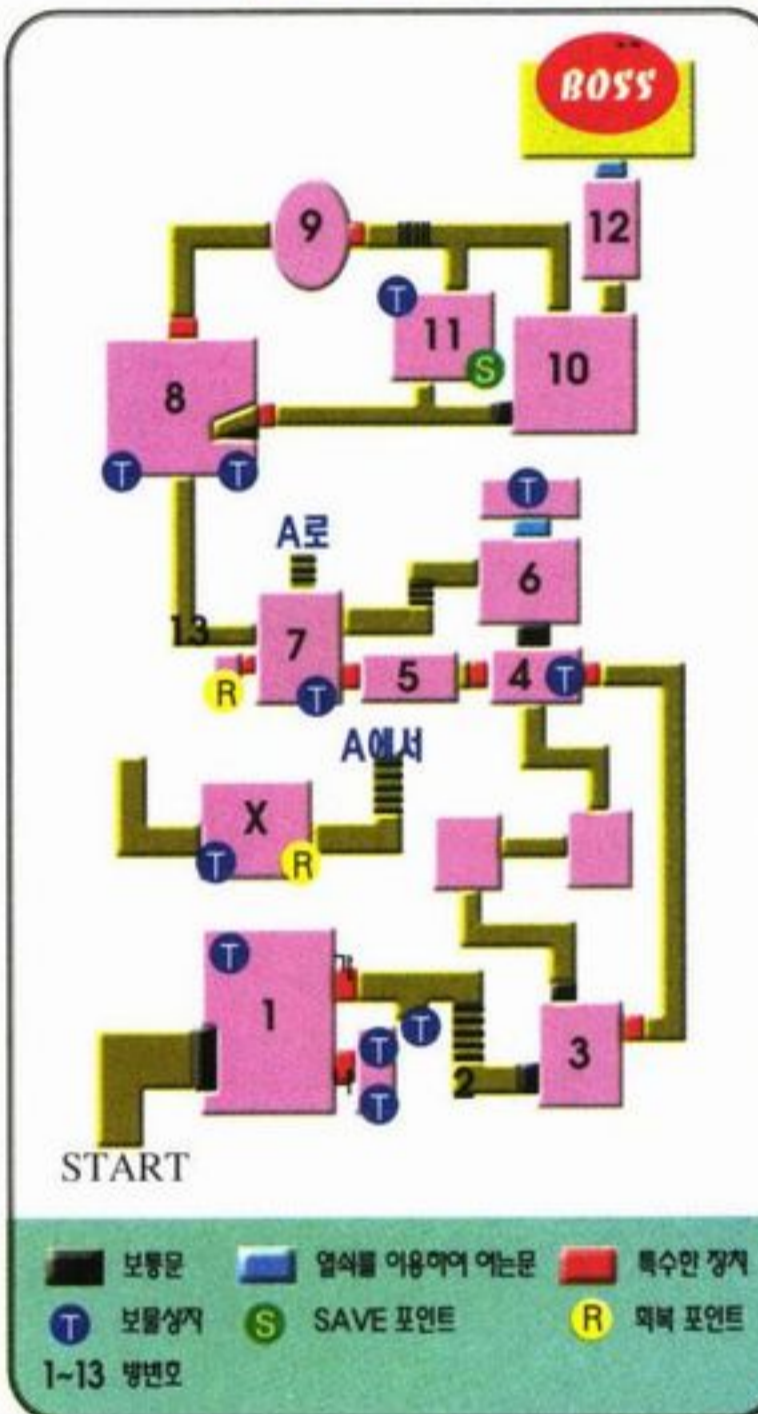 BOSS
12
9
T
11
S
10
8
T
T
T
A로
6
13
7
5
4
T
R
T
A에서
X
T
R
T
1
T
T
T
2
3
START
보통문
열쇠를 이용하여 여는문
특수한 장치
T
보물상자
S
SAVE 포인트
R
회복 포인트
1~13 방변호